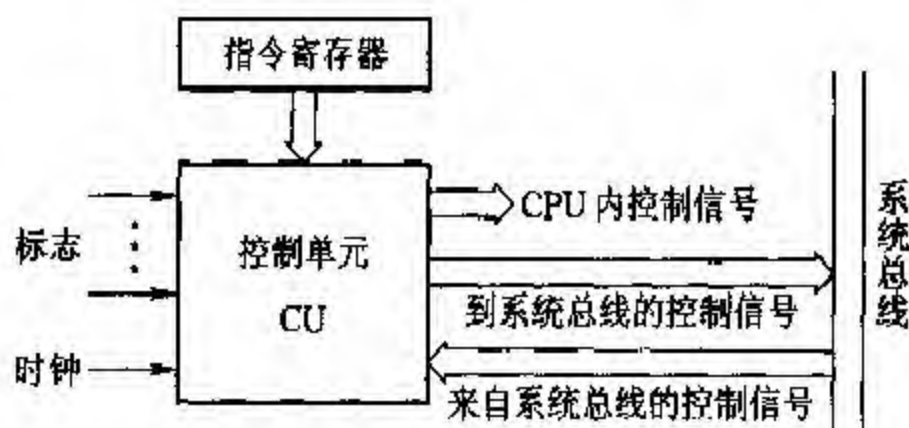 指令寄存器
标志
时钟
控制单元
CU
CPU 内控制信号
到系统总线的控制信号
来自系统总线的控制信号
系统总线